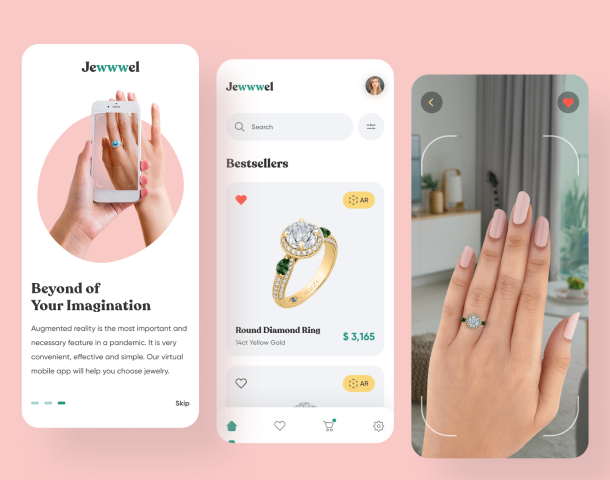 Jewwwel
Beyond of
Your Imagination
Augmented reality is the most important and
necessary feature in a pandemic. It is very
convenient, effective and simple. Our virtual
mobile app will help you choose jewelry.
Skip
Jewwwel
Search
Bestsellers
AR
Round Diamond Ring
14ct Yellow Gold
$ 3,165
AR